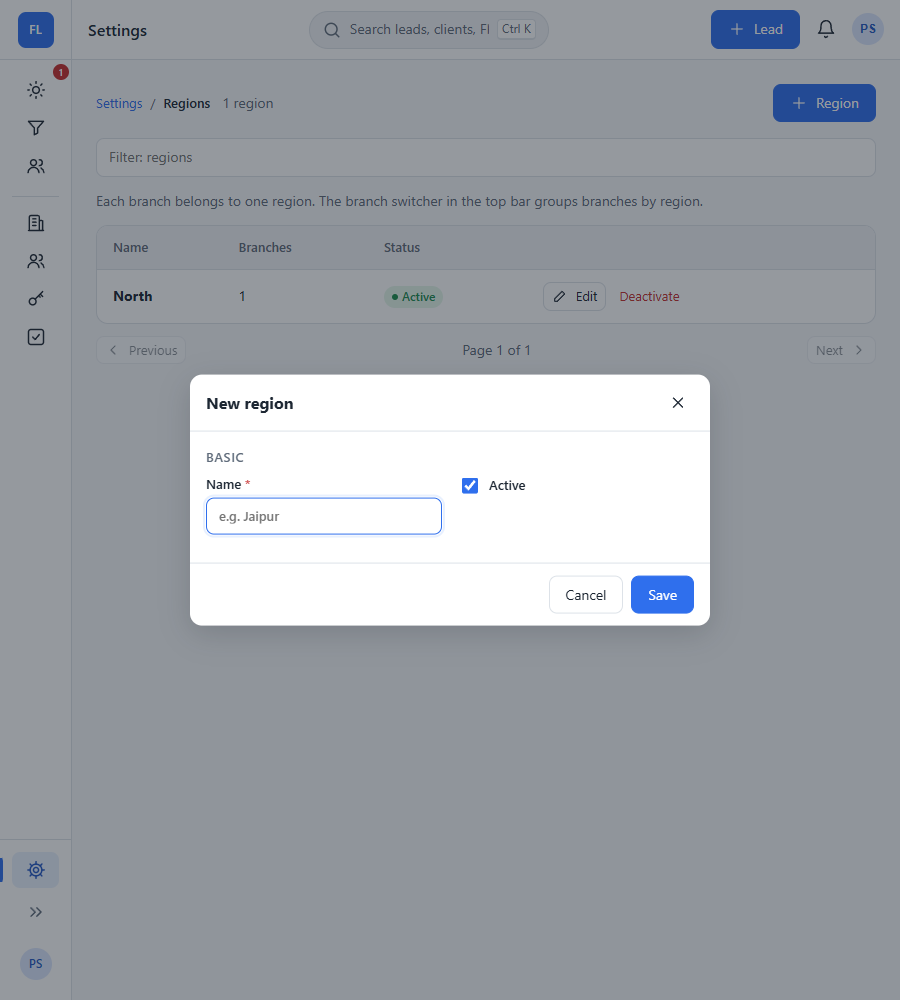 FL
Settings
Search leads, clients, Fl
Ctrl K
+ Lead
PS
1
Settings / Regions 1 region
+ Region
Filter: regions
Each branch belongs to one region. The branch switcher in the top bar groups branches by region.
Name Branches Status
North 1 Active Edit Deactivate
Previous Page 1 of 1 Next
New region
BASIC
Name *
Active
e.g. Jaipur
Cancel Save
PS